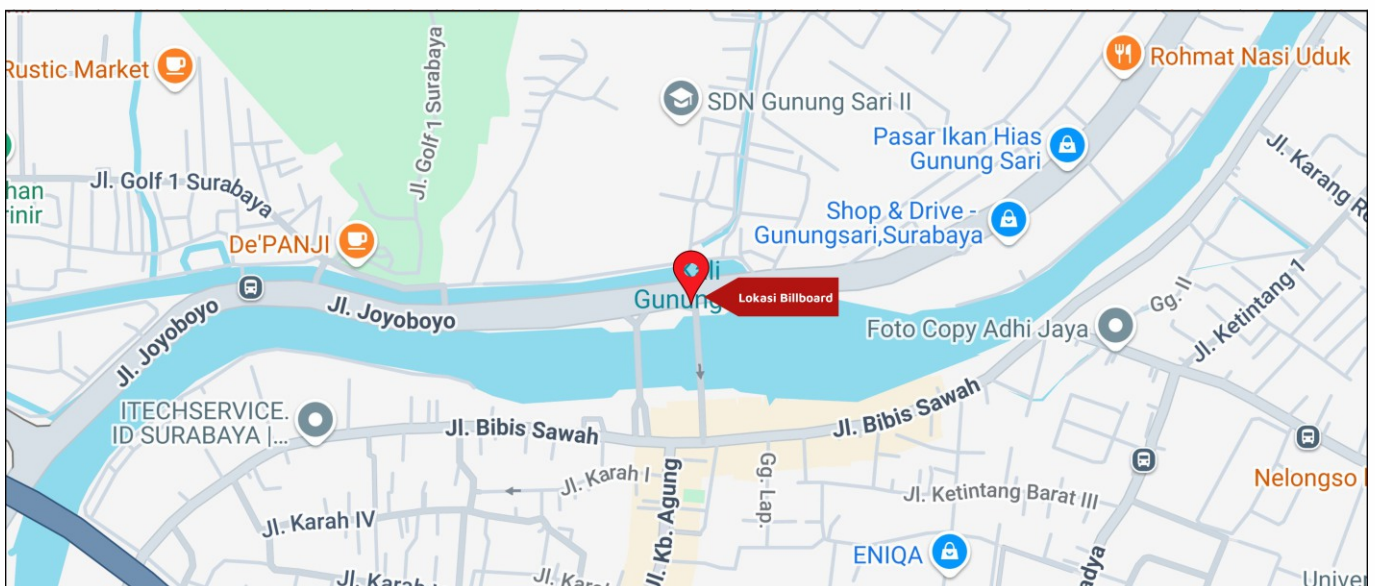 Rustic Market
Jl. Golf 1 Surabaya
SDN Gunung Sari II
Rohmat Nasi Uduk
Pasar Ikan Hias
Gunung Sari
Jl. Golf 1 Surabaya
Shop & Drive -
Gunungsari,Surabaya
De'PANJI
Lokasi Billboard
Jl. Joyoboyo
Jl. Joyoboyo
Foto Copy Adhi Jaya
Gg. II
Jl. Ketintang 1
Jl. Karang
ITECHSERVICE.
ID SURABAYA |...
Jl. Bibis Sawah
Jl. Bibis Sawah
Jl. Karah I
Jl. Kb. Agung
Gg. Lap.
Jl. Ketintang Barat III
Nelongso
Jl. Karah IV
ENIQA